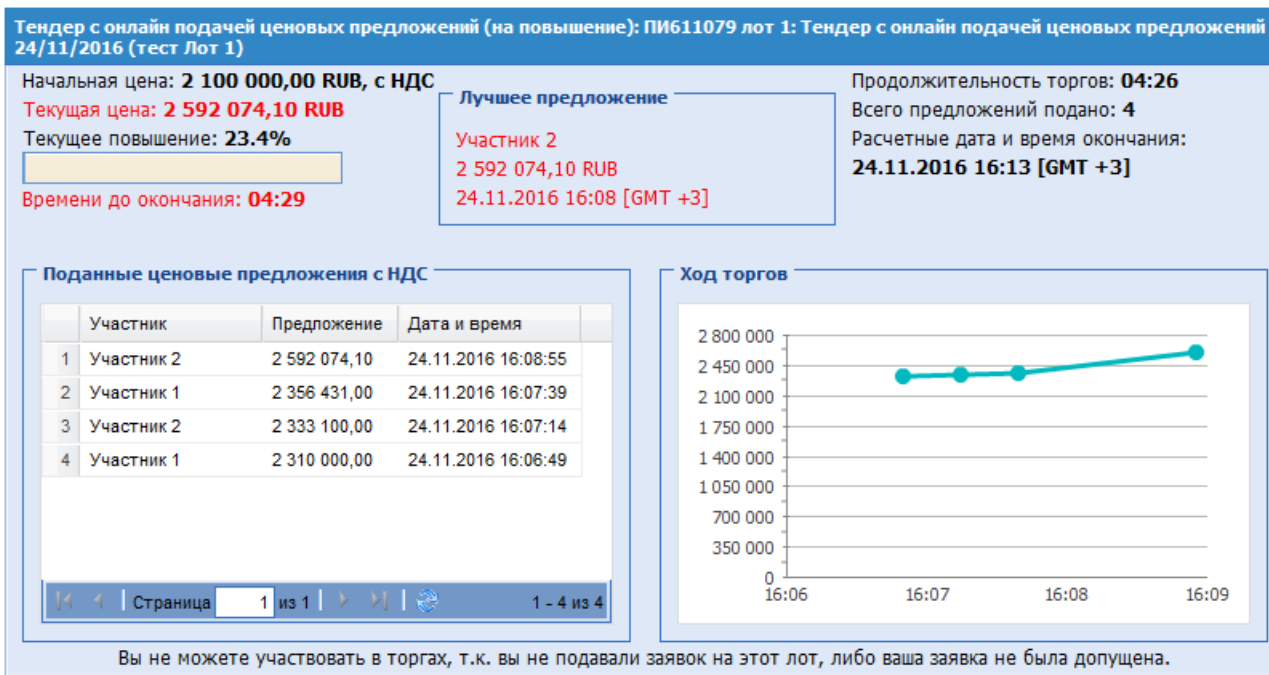 Тендер с онлайн подачей ценовых предложений (на повышение): ПИ611079 лот 1: Тендер с онлайн подачей ценовых предложений
24/11/2016 (тест Лот 1)
Начальная цена: 2 100 000,00 RUB, с НДС
Текущая цена: 2 592 074,10 RUB
Текущее повышение: 23.4%
Времени до окончания: 04:29
Лучшее предложение
Участник 2
2 592 074,10 RUB
24.11.2016 16:08 [GMT +3]
Продолжительность торгов: 04:26
Всего предложений подано: 4
Расчетные дата и время окончания:
24.11.2016 16:13 [GMT +3]
Поданные ценовые предложения с НДС
Участник Предложение Дата и время
1 Участник 2 2 592 074,10 24.11.2016 16:08:55
2 Участник 1 2 356 431,00 24.11.2016 16:07:39
3 Участник 2 2 333 100,00 24.11.2016 16:07:14
4 Участник 1 2 310 000,00 24.11.2016 16:06:49
Страница 1 из 1 1 - 4 из 4
Ход торгов
2 800 000
2 450 000
2 100 000
1 750 000
1 400 000
1 050 000
700 000
350 000
0
16:06 16:07 16:08 16:09
Вы не можете участвовать в торгах, т.к. вы не подавали заявок на этот лот, либо ваша заявка не была допущена.